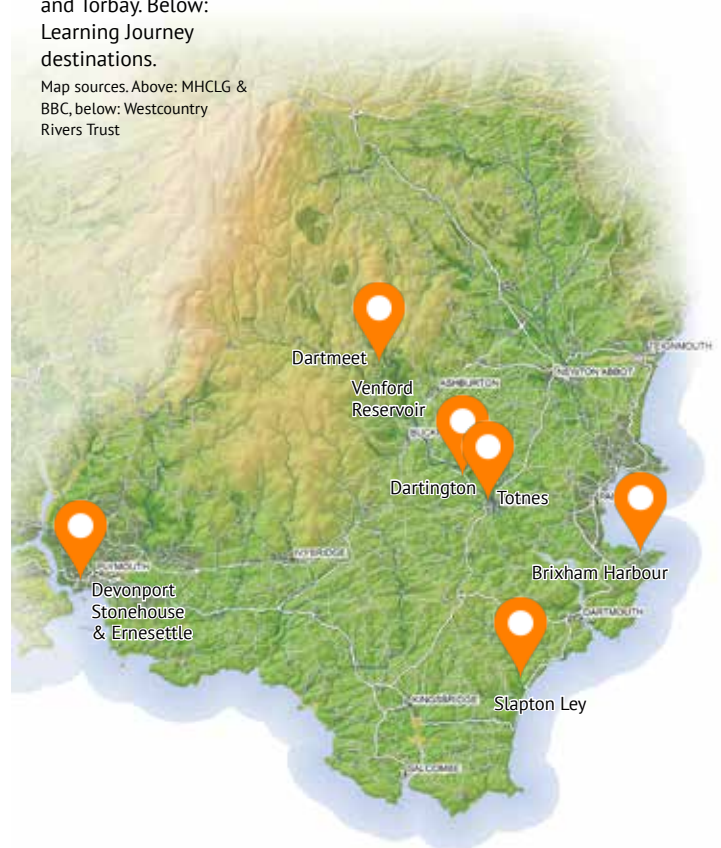 and Torbay. Below:
Learning Journey
destinations.
Map sources. Above: MHCLG &
BBC, below: Westcountry
Rivers Trust
Dartmeet
TEIGNMOUTH
NEWTON ABBOT
Venford
Reservoir
ASHBURTON
Dartington
Totnes
Brixham Harbour
PLYMOUTH
IVYBRIDGE
Devonport
Stonehouse
& Ernesettle
DARTMOUTH
Slapton Ley
KINGSBRIDGE
SALCOMBE